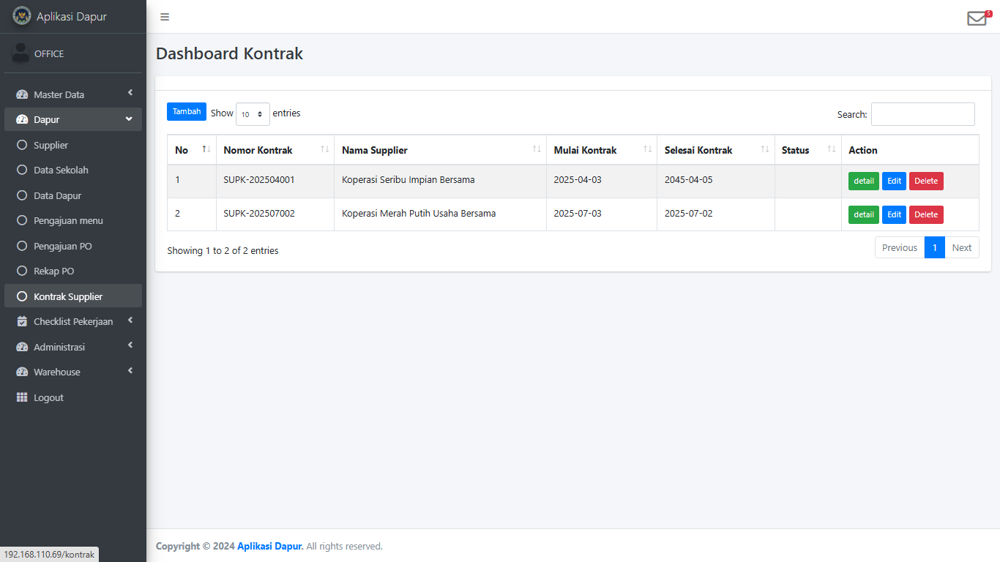 Aplikasi Dapur
5
OFFICE
Dashboard Kontrak
Master Data
Dapur
Supplier
Data Sekolah
Data Dapur
Pengajuan menu
Pengajuan PO
Rekap PO
Kontrak Supplier
Checklist Pekerjaan
Administrasi
Warehouse
Logout
Tambah Show 10 entries Search:
No Nomor Kontrak Nama Supplier Mulai Kontrak Selesai Kontrak Status Action
1 SUPK-202504001 Koperasi Seribu Impian Bersama 2025-04-03 2045-04-05 detail Edit Delete
2 SUPK-202507002 Koperasi Merah Putih Usaha Bersama 2025-07-03 2025-07-02 detail Edit Delete
Showing 1 to 2 of 2 entries Previous 1 Next
Copyright © 2024 Aplikasi Dapur. All rights reserved.
192.168.110.69/kontrak